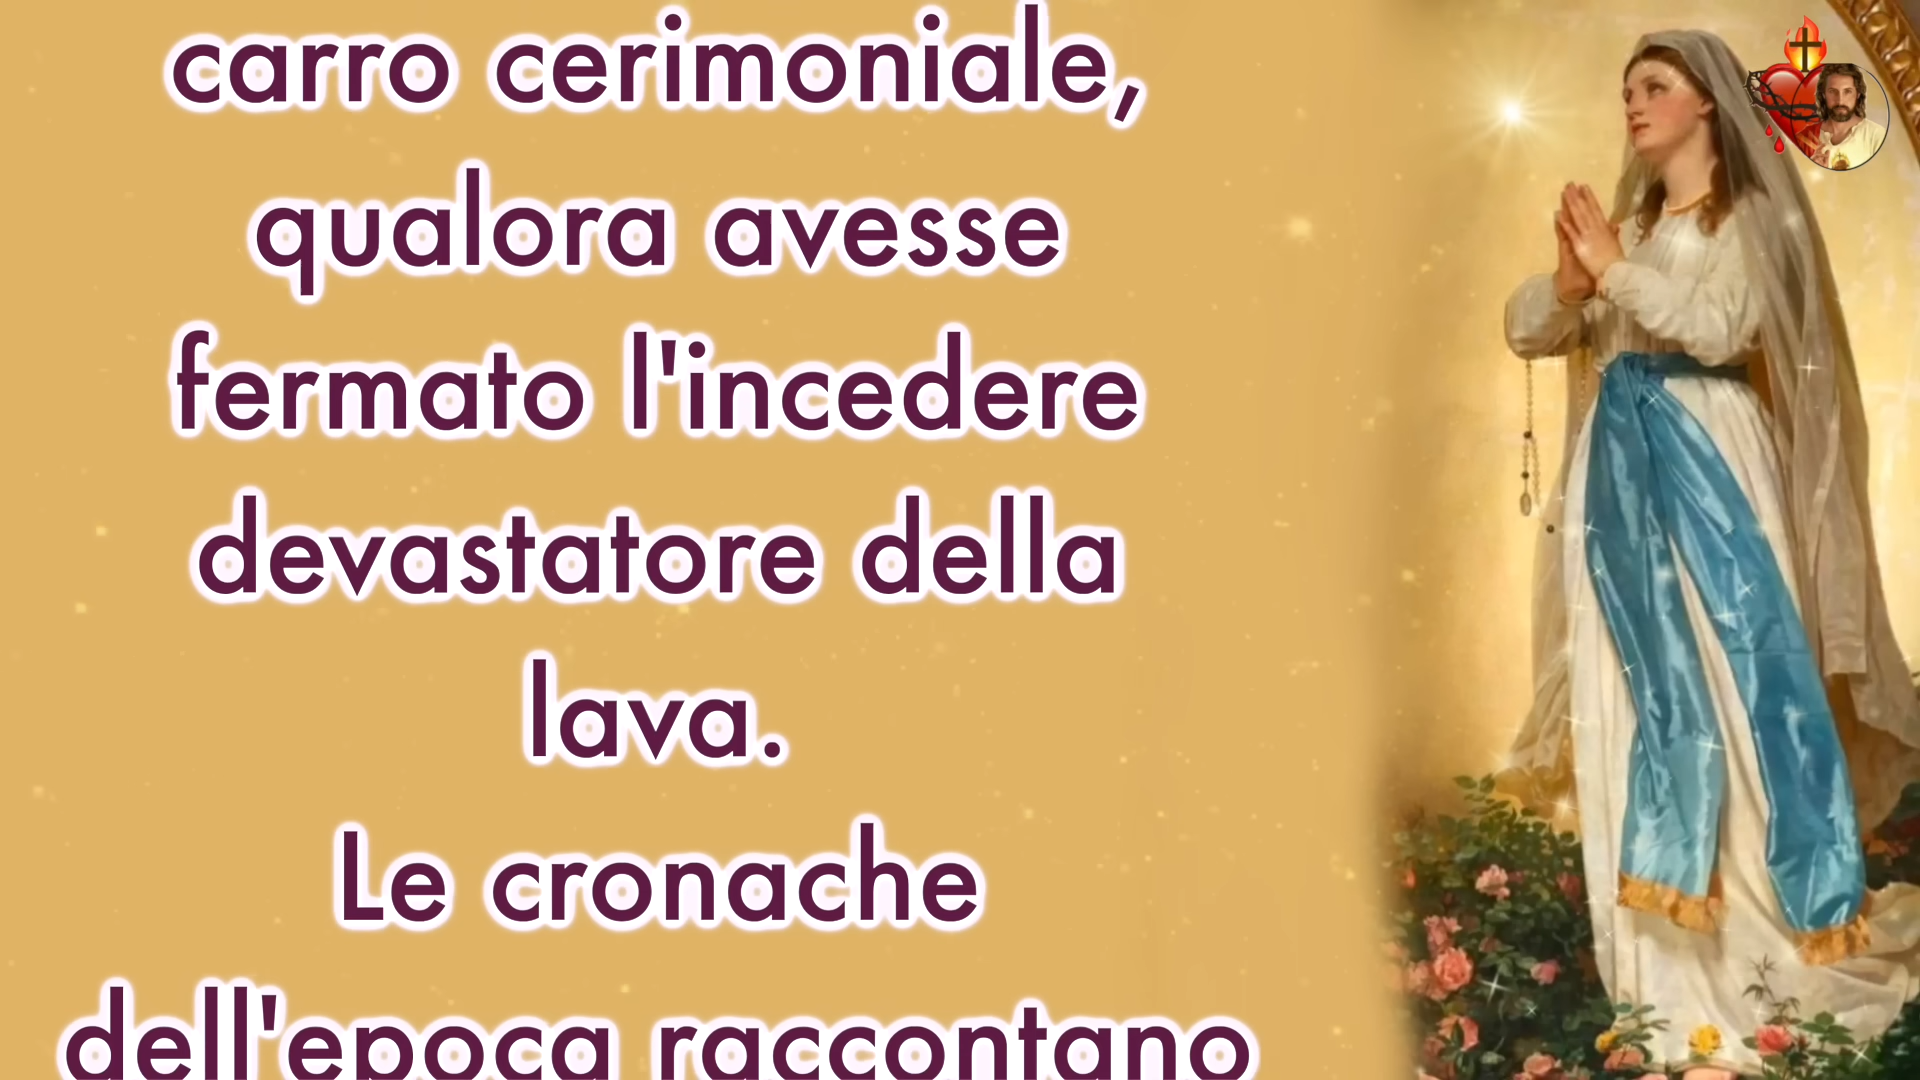 carro cerimoniale,
qualora avesse
fermato l'incedere
devastatore della
lava.
Le cronache
dell'epoca raccontano